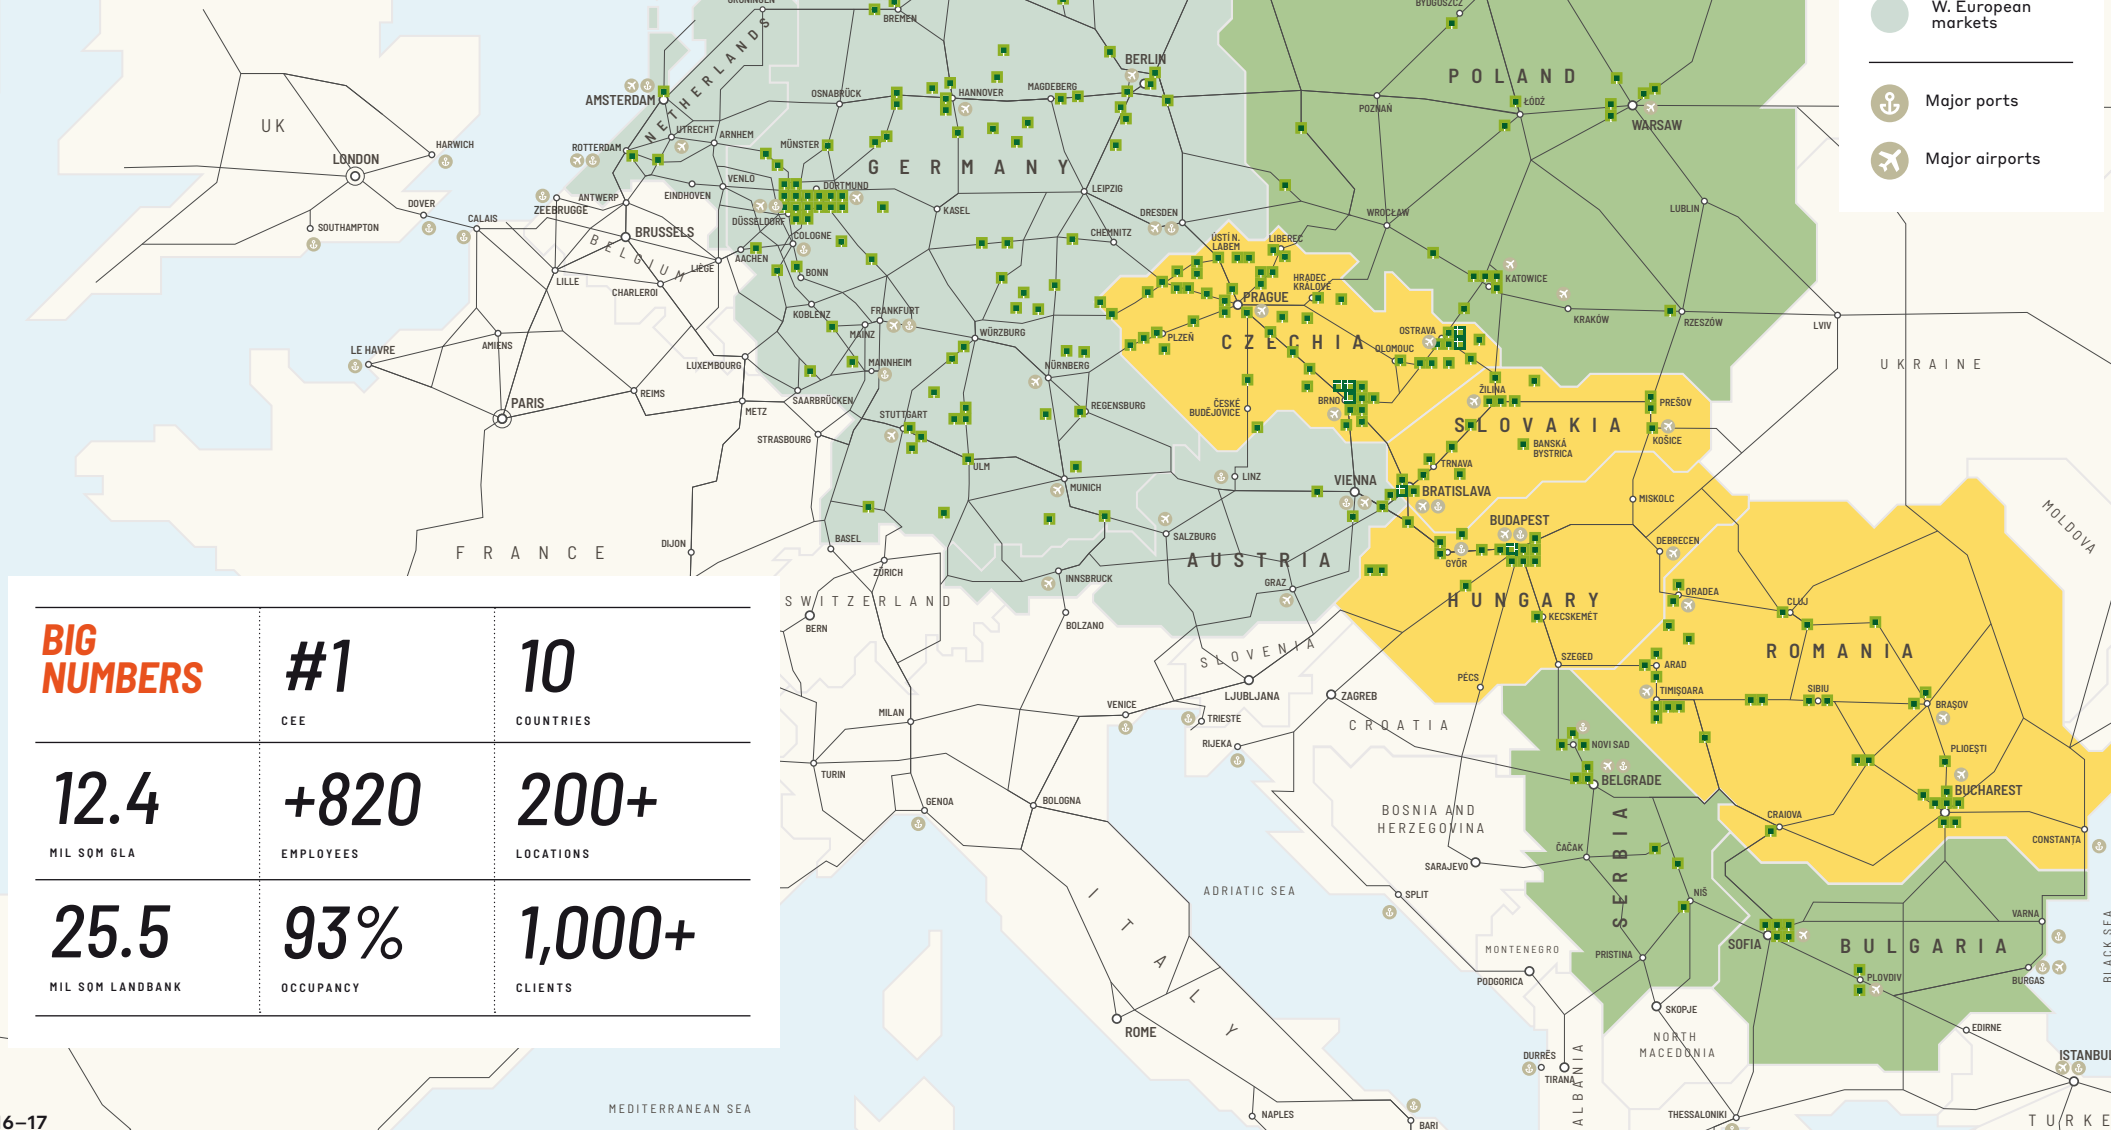 GRONINGEN
BREMEN
BYDGOSZCZ
W. European
markets
Major ports
Major airports
BERLIN
POLAND
NETHERLANDS
AMSTERDAM
OSNABRÜCK
HANNOVER
MAGDEBERG
POZNAŃ
ŁÓDŹ
WARSAW
UK
LONDON
HARWICH
UTRECHT
ARNHEM
ROTTERDAM
MÜNSTER
GERMANY
VENLO
EINDHOVEN
DORTMUND
LEIPZIG
DOVER
CALAIS
ZEEBRUGGE
ANTWERP
DÜSSELDORF
KASEL
DRESDEN
WROCŁAW
LUBLIN
SOUTHAMPTON
BRUSSELS
BELGIUM
COLOGNE
CHEMNITZ
ÚSTÍ N.
LABEM
LIBEREC
LILLE
LIÈGE
AACHEN
BONN
CHARLEROI
HRADEC
KRÁLOVÉ
KATOWICE
PRAGUE
KOBLENZ
FRANKFURT
MAINZ
WÜRZBURG
KRAKÓW
RZESZÓW
LVIV
AMIENS
LE HAVRE
LUXEMBOURG
MANNHEIM
NÜRNBERG
PLZEŇ
CZECHIA
OLOMOUC
OSTRAVA
UKRAINE
PARIS
REIMS
METZ
SAARBRÜCKEN
STUTTGART
REGENSBURG
ČESKÉ
BUDĚJOVICE
BRNO
ŽILINA
PREŠOV
STRASBOURG
SLOVAKIA
KOŠICE
BANSKÁ
BYSTRICA
ULM
MUNICH
LINZ
VIENNA
TRNAVA
BRATISLAVA
MISKOLC
MOLDOVA
FRANCE
DIJON
BASEL
ZÜRICH
SALZBURG
AUSTRIA
BUDAPEST
GYŐR
DEBRECEN
SWITZERLAND
INNSBRUCK
GRAZ
HUNGARY
ORADEA
CLUJ
BERN
BOLZANO
KECSKEMÉT
SLOVENIA
SZEGED
ARAD
ROMANIA
LJUBLJANA
ZAGREB
PÉCS
TIMIȘOARA
SIBIU
BRAȘOV
MILAN
VENICE
TRIESTE
RIJEKA
CROATIA
NOVI SAD
PLIOEȘTI
TURIN
BELGRADE
BUCHAREST
GENOA
BOLOGNA
BOSNIA AND
HERZEGOVINA
CRAIOVA
CONSTANȚA
SERBIA
ČAČAK
SARAJEVO
ADRIATIC SEA
SPLIT
NIŠ
ITALY
VARNA
SOFIA
BULGARIA
BLACK SEA
MONTENEGRO
PRISTINA
PODGORICA
PLOVDIV
BURGAS
SKOPJE
ROME
NORTH
MACEDONIA
EDIRNE
DURRËS
TIRANA
ALBANIA
ISTANBUL
MEDITERRANEAN SEA
NAPLES
BARI
THESSALONIKI
TURKE
BIG
NUMBERS
#1
CEE
10
COUNTRIES
12.4
MIL SQM GLA
+820
EMPLOYEES
200+
LOCATIONS
25.5
MIL SQM LANDBANK
93%
OCCUPANCY
1,000+
CLIENTS
16–17